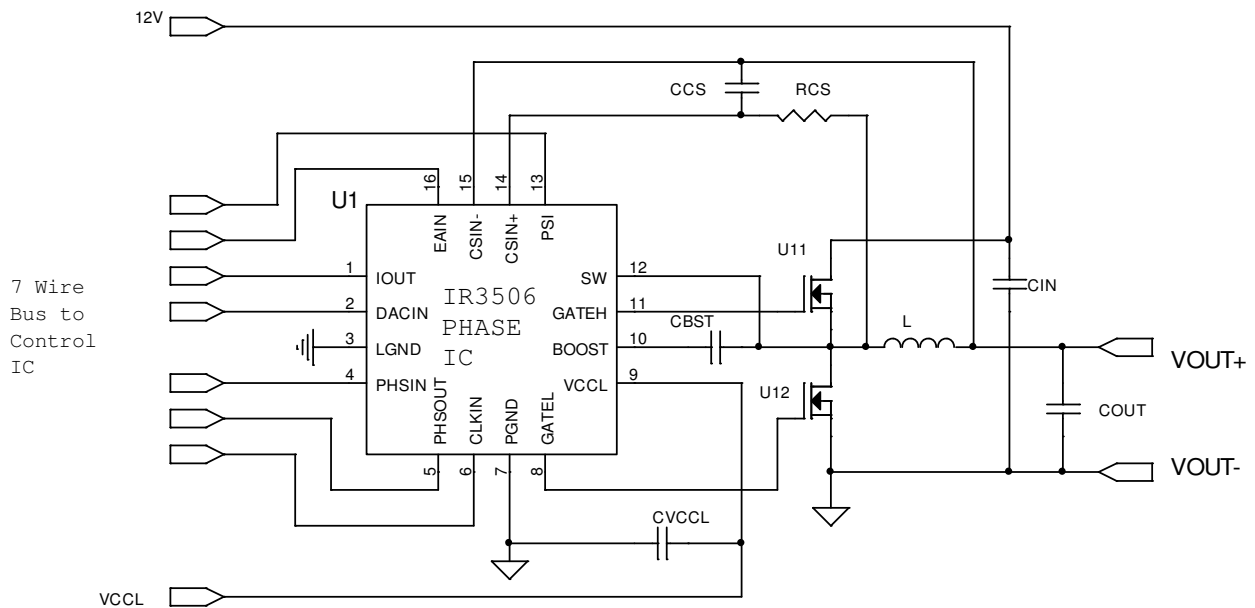 12V
CCS
RCS
16
15
14
13
U1
EAIN
CSIN-
CSIN+
PSI
U11
7 Wire
Bus to
Control
IC
1
IOUT
SW
12
CIN
2
DACIN
IR3506
PHASE
IC
GATEH
11
CBST
L
3
LGND
BOOST
10
VOUT+
4
PHSIN
VCCL
9
U12
COUT
PHSOUT
CLKIN
PGND
GATEL
5
6
7
8
VOUT-
CVCCL
VCCL